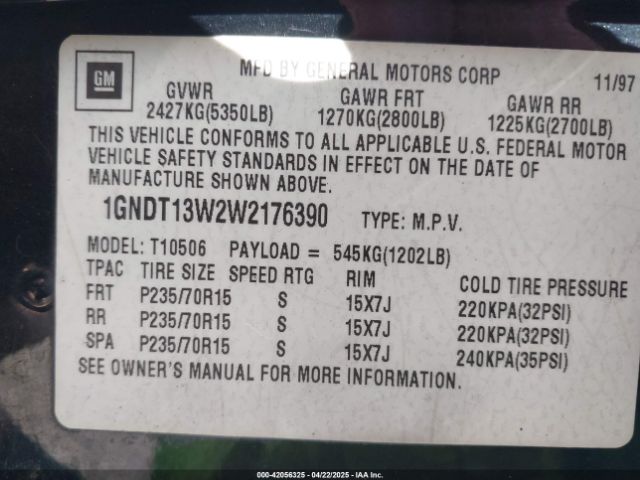 GM
MFD BY GENERAL MOTORS CORP 11/97
GVWR GAWR FRT GAWR RR
2427KG(5350LB) 1270KG(2800LB) 1225KG(2700LB)
THIS VEHICLE CONFORMS TO ALL APPLICABLE U.S. FEDERAL MOTOR
VEHICLE SAFETY STANDARDS IN EFFECT ON THE DATE OF
MANUFACTURE SHOWN ABOVE.
1GNDT13W2W2176390 TYPE: M.P.V.
MODEL: T10506 PAYLOAD = 545KG(1202LB)
TPAC TIRE SIZE SPEED RTG RIM COLD TIRE PRESSURE
FRT P235/70R15 S 15X7J 220KPA(32PSI)
RR P235/70R15 S 15X7J 220KPA(32PSI)
SPA P235/70R15 S 15X7J 240KPA(35PSI)
SEE OWNER'S MANUAL FOR MORE INFORMATION.
000-42056325 - 04/22/2025 - IAA Inc.